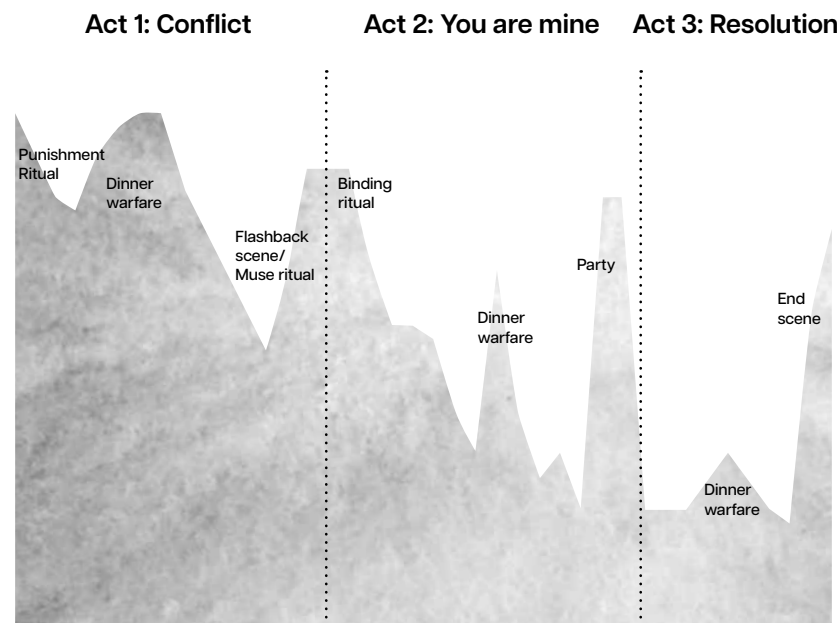 Act 1: Conflict
Act 2: You are mine
Act 3: Resolution
Punishment
Ritual
Dinner
warfare
Flashback
scene/
Muse ritual
Binding
ritual
Dinner
warfare
Party
Dinner
warfare
End
scene